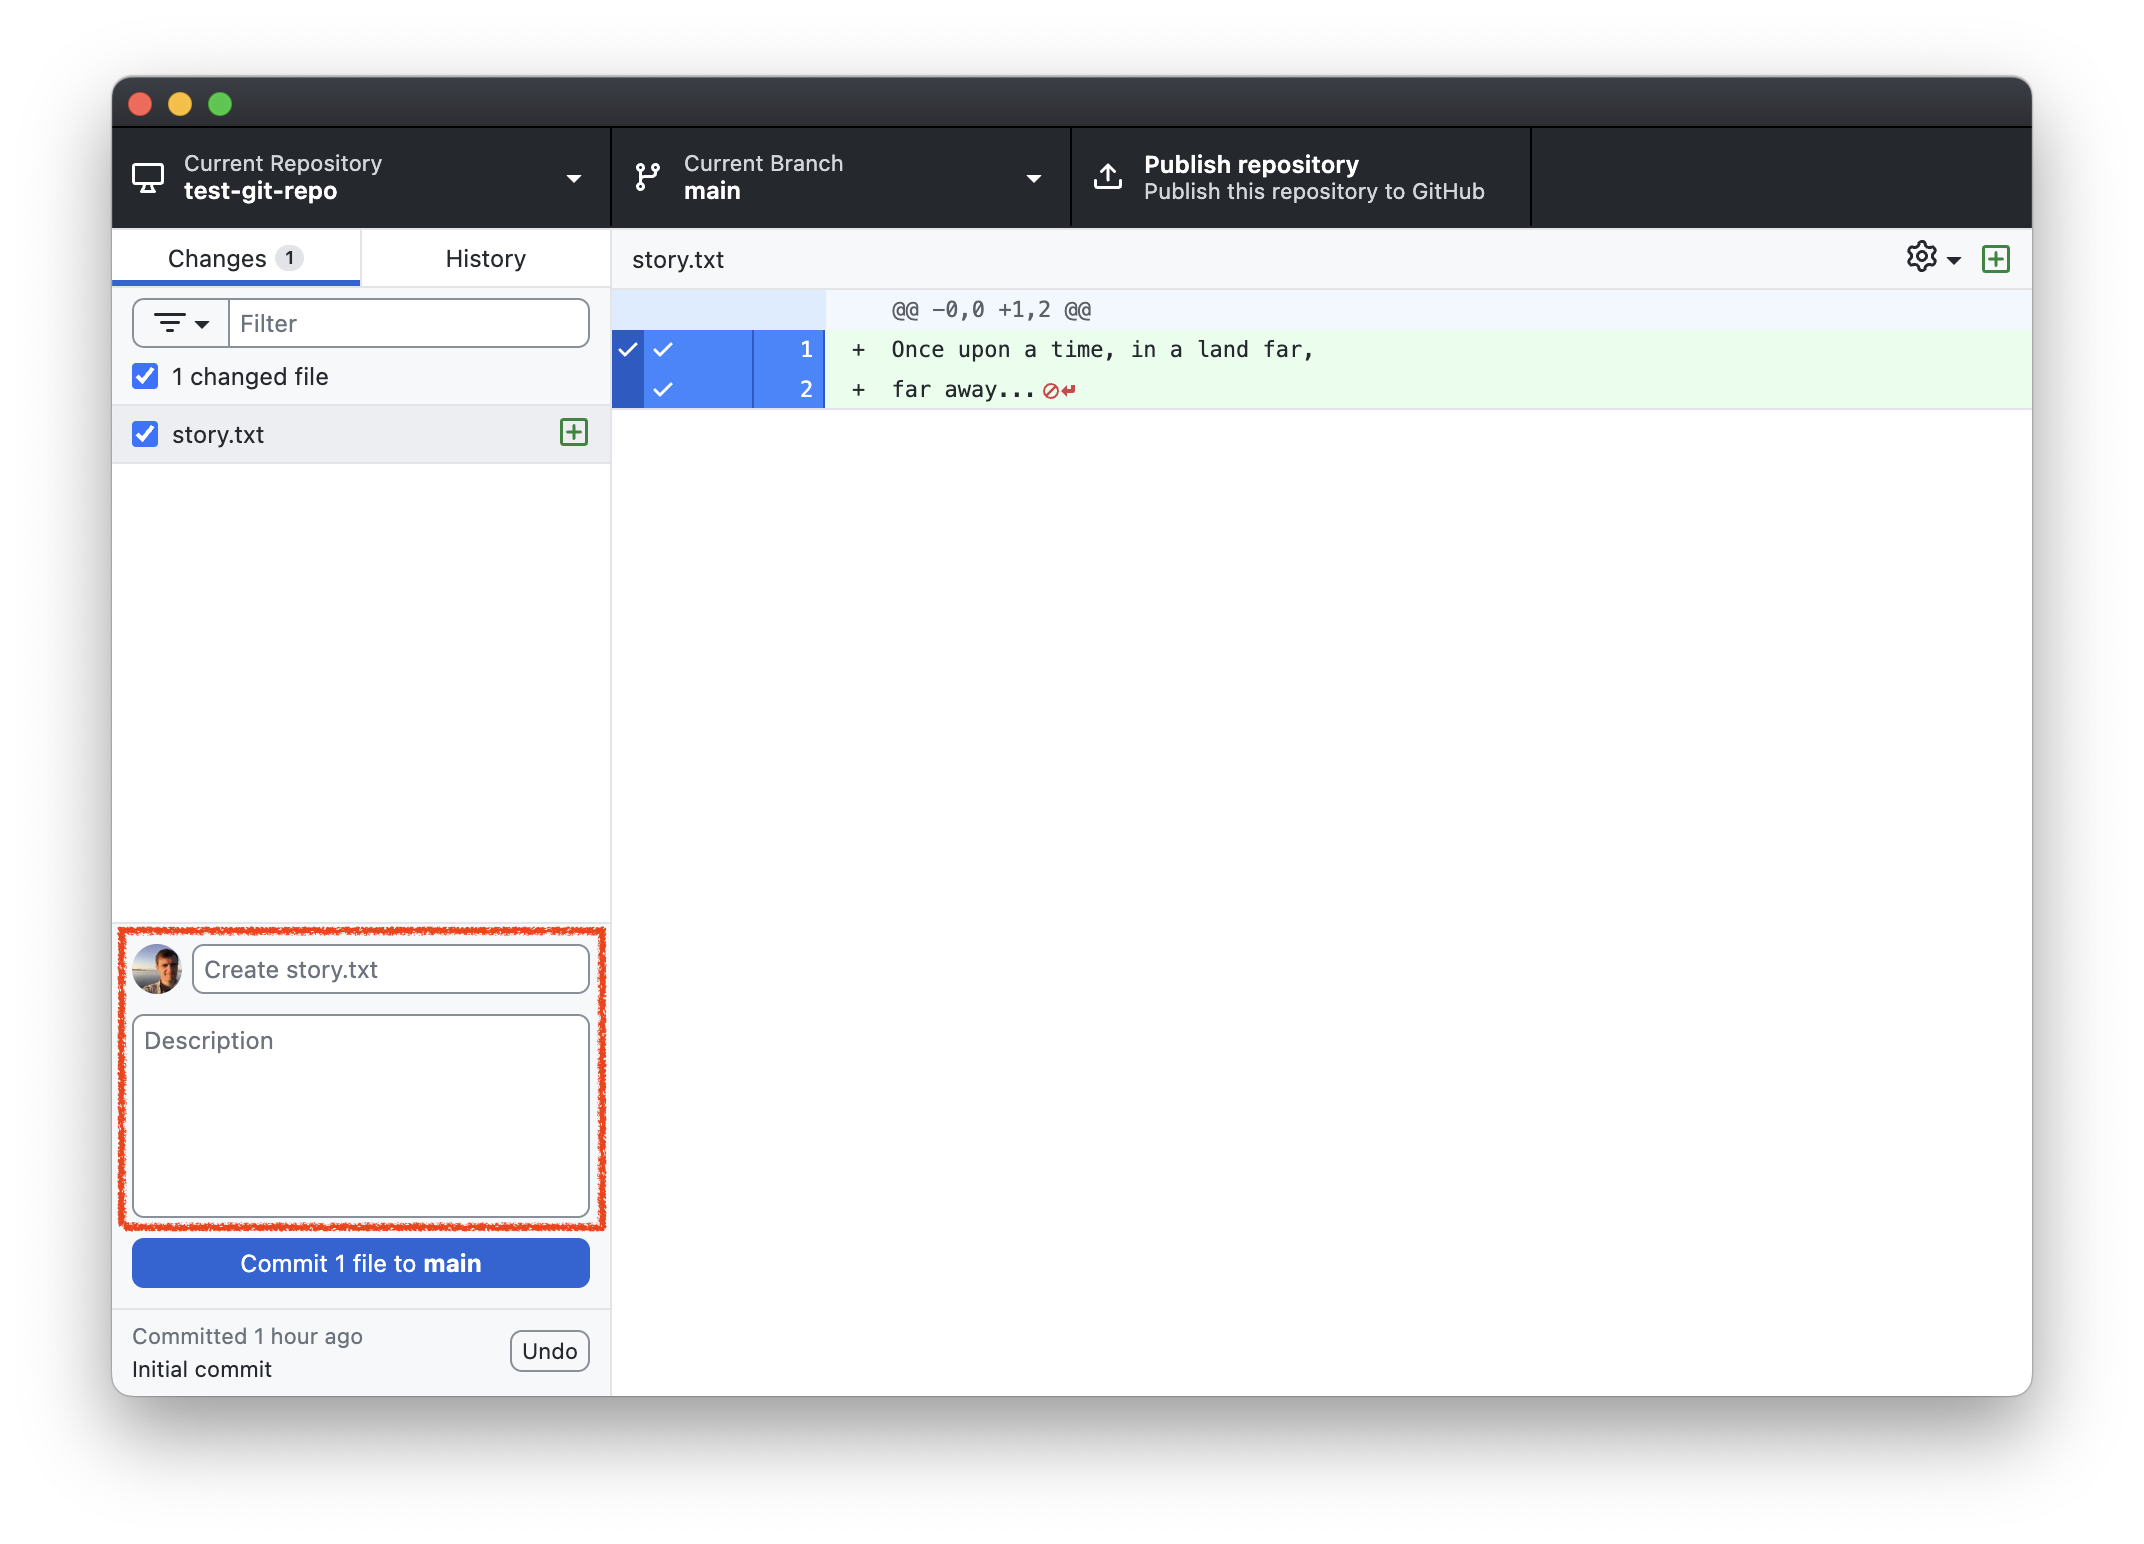 Current Repository
test-git-repo
Current Branch
main
Publish repository
Publish this repository to GitHub
Changes 1
History
story.txt
Filter
1 changed file
story.txt
@@ -0,0 +1,2 @@
1 + Once upon a time, in a land far,
2 + far away...
Create story.txt
Description
Commit 1 file to main
Committed 1 hour ago
Initial commit
Undo